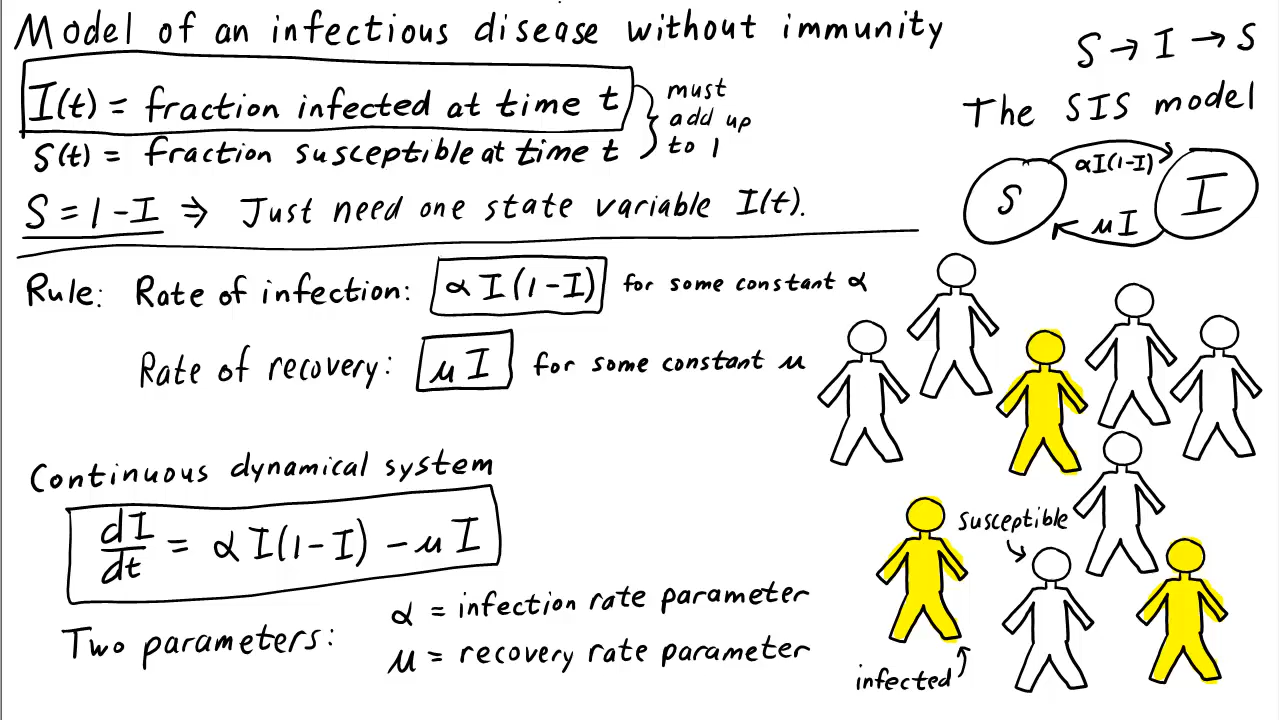 Model of an infectious disease without immunity
S → I → S
The SIS model
I(t) = fraction infected at time t
S(t) = fraction susceptible at time t
must
add up
to 1
S = 1 - I ⇒ Just need one state variable I(t).
S
αI(1-I)
I
μI
Rule: Rate of infection: αI(1-I) for some constant α
Rate of recovery: μI for some constant μ
Continuous dynamical system
dI/dt = αI(1-I) - μI
Two parameters:
α = infection rate parameter
μ = recovery rate parameter
susceptible
infected